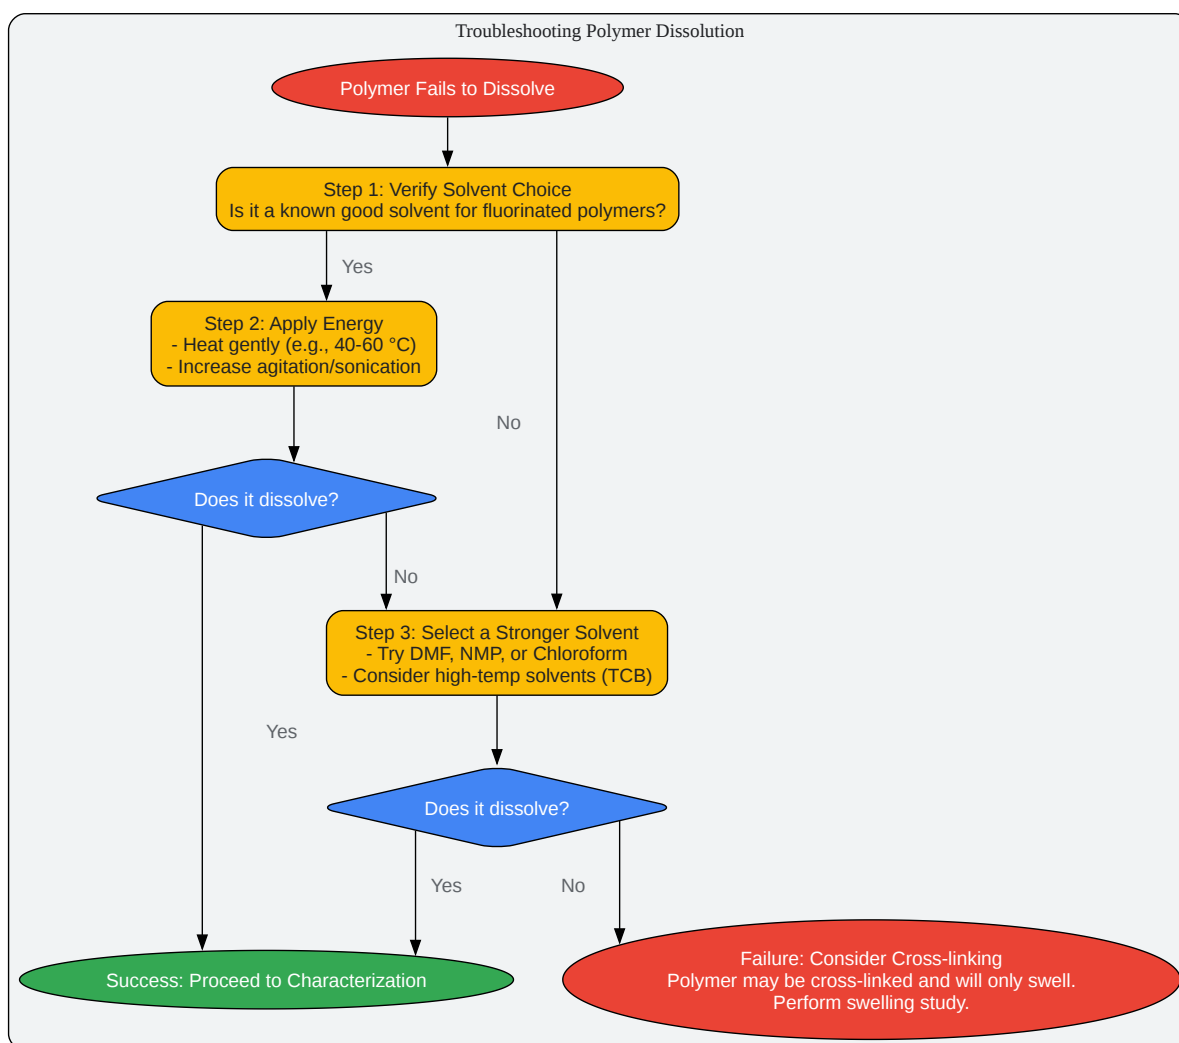 Troubleshooting Polymer Dissolution
Polymer Fails to Dissolve
Step 1: Verify Solvent Choice
Is it a known good solvent for fluorinated polymers?
Yes
Step 2: Apply Energy
- Heat gently (e.g., 40-60 °C)
- Increase agitation/sonication
No
Does it dissolve?
No
Step 3: Select a Stronger Solvent
- Try DMF, NMP, or Chloroform
- Consider high-temp solvents (TCB)
Yes
Does it dissolve?
Yes
No
Success: Proceed to Characterization
Failure: Consider Cross-linking
Polymer may be cross-linked and will only swell.
Perform swelling study.